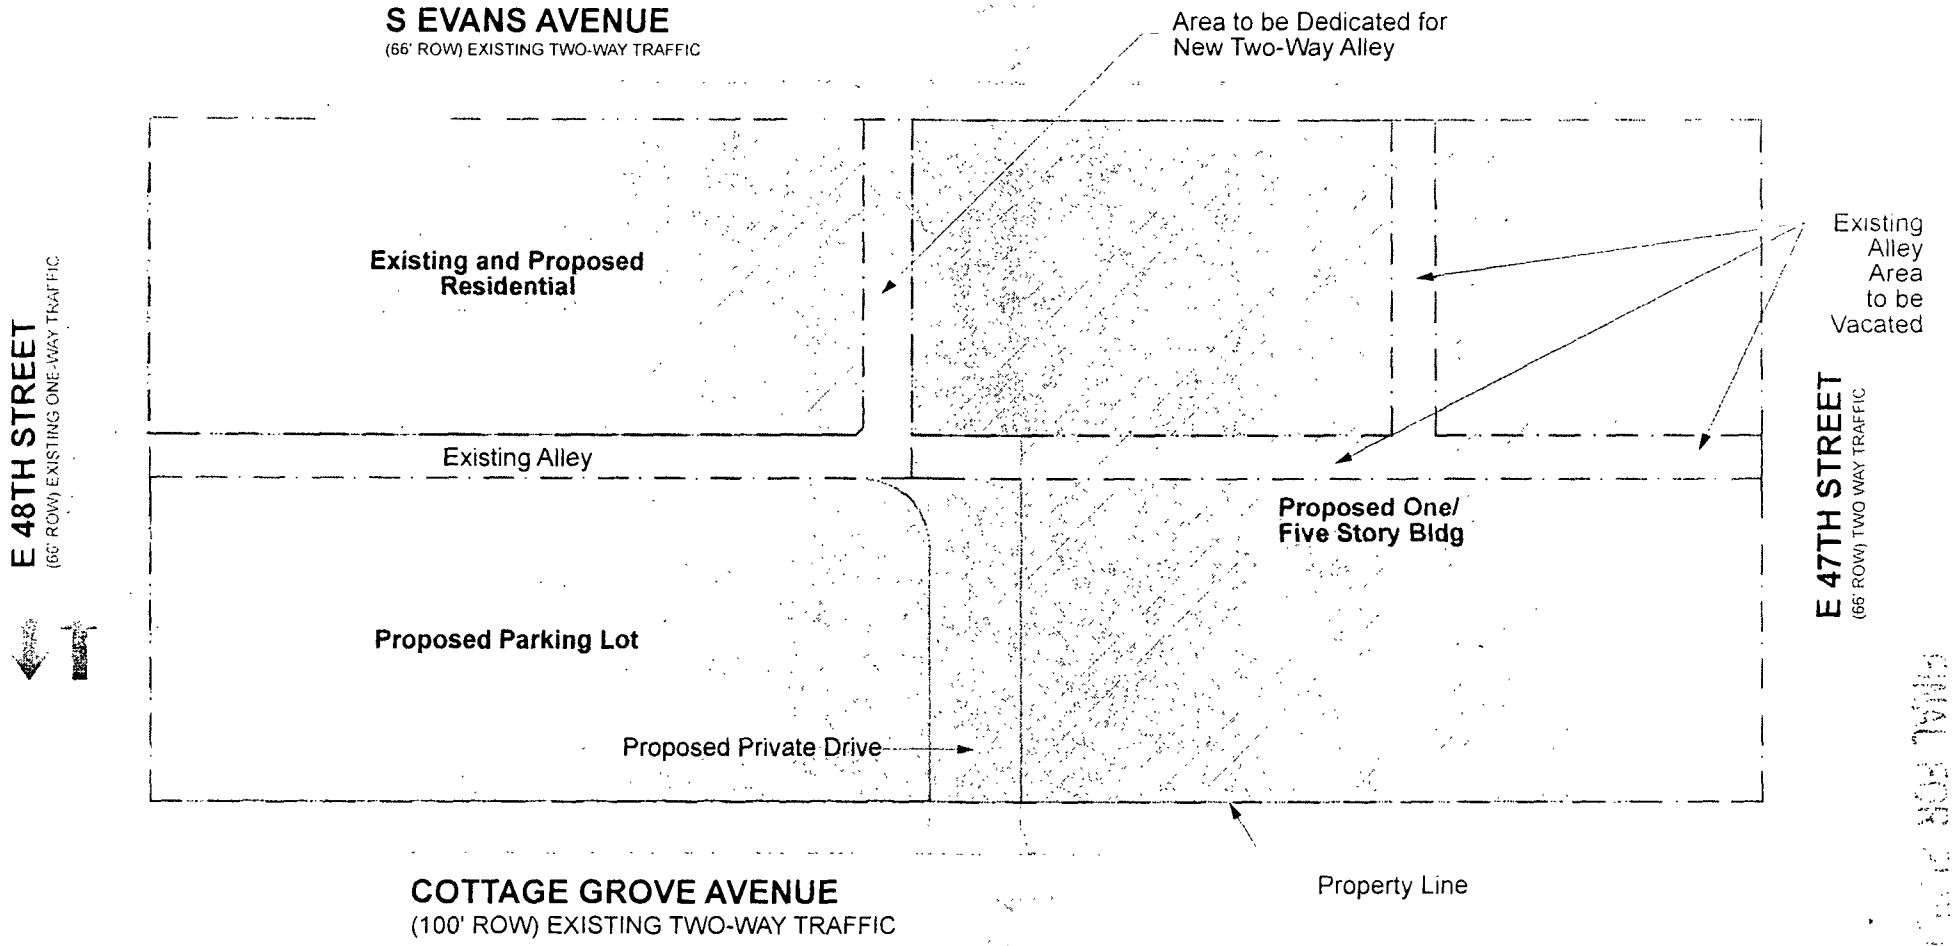 S EVANS AVENUE
(66' ROW) EXISTING TWO-WAY TRAFFIC
Area to be Dedicated for
New Two-Way Alley
Existing and Proposed
Residential
Existing
Alley
Area
to be
Vacated
E 48TH STREET
(66' ROW) EXISTING ONE-WAY TRAFFIC
E 47TH STREET
(66' ROW) TWO WAY TRAFFIC
Existing Alley
Proposed One/
Five Story Bldg
Proposed Parking Lot
Proposed Private Drive
Property Line
COTTAGE GROVE AVENUE
(100' ROW) EXISTING TWO-WAY TRAFFIC
FOR